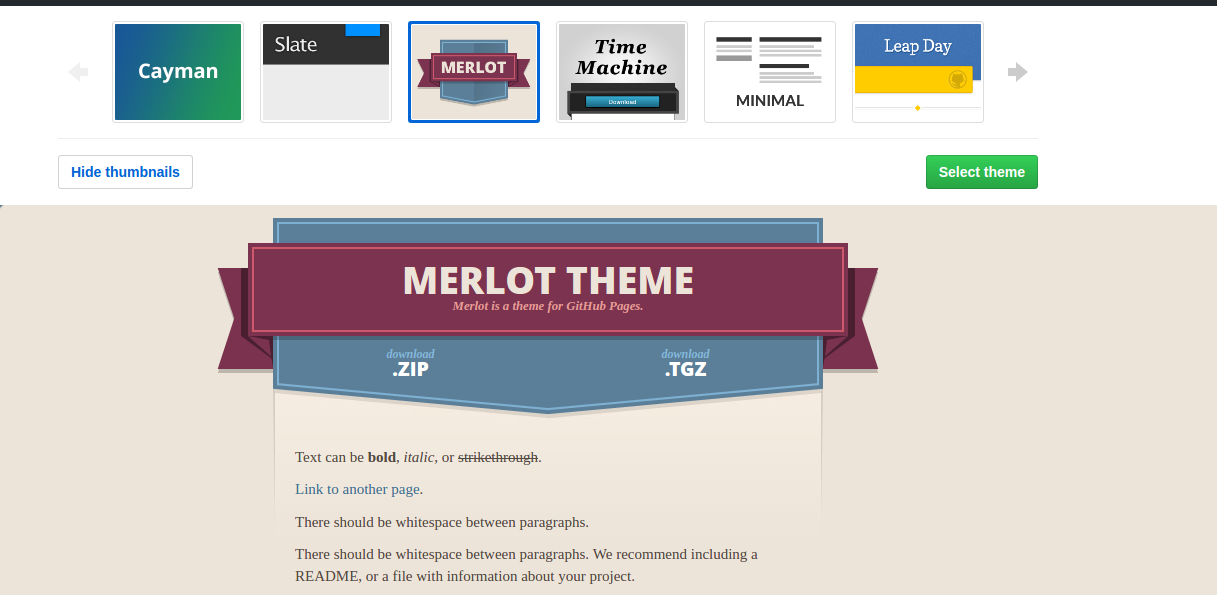 Cayman
Slate
MERLOT
Time
Machine
Download
MINIMAL
Leap Day
Hide thumbnails
Select theme
MERLOT THEME
Merlot is a theme for GitHub Pages.
download
.ZIP
download
.TGZ
Text can be bold, italic, or strikethrough.
Link to another page.
There should be whitespace between paragraphs.
There should be whitespace between paragraphs. We recommend including a
README, or a file with information about your project.